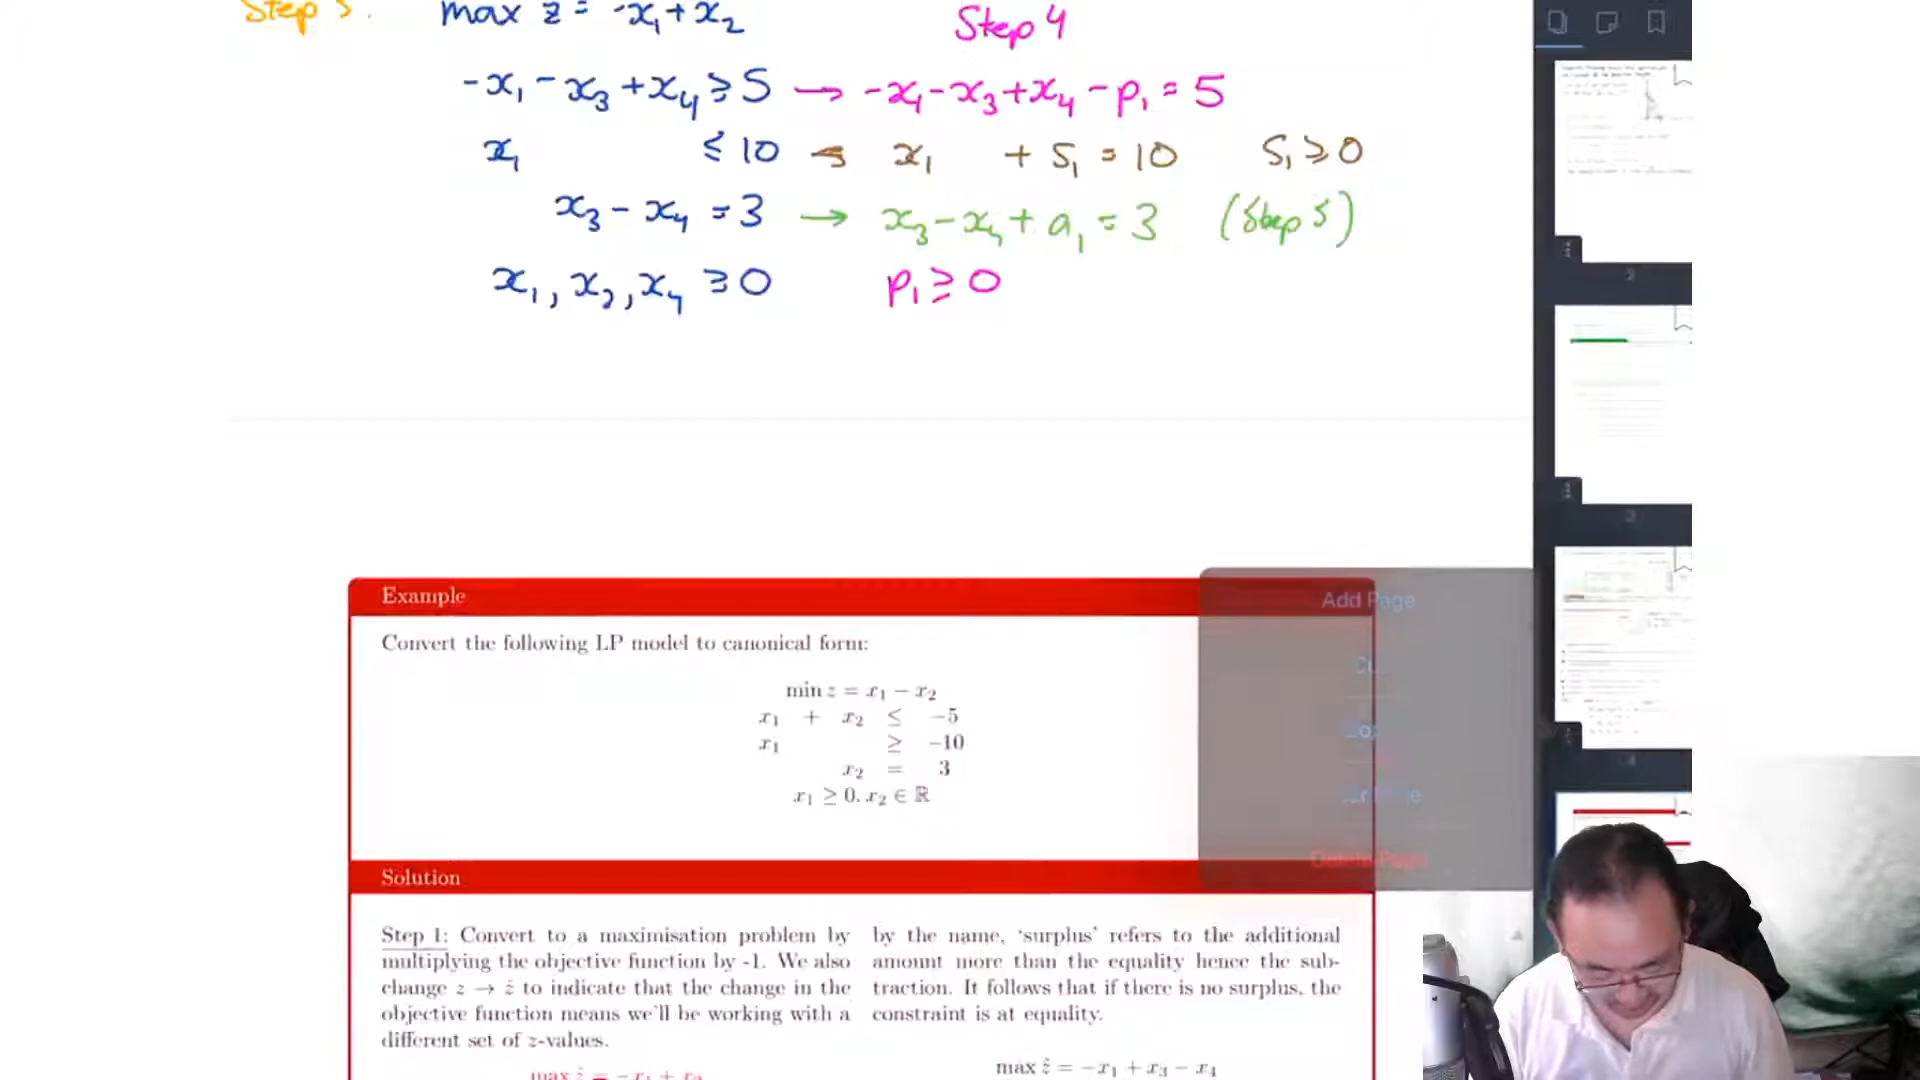 Step 3:
max z = -x₁ + x₂
Step 4
-x₁ - x₃ + x₄ ≥ 5 → -x₁ - x₃ + x₄ - p₁ = 5
x₁ ≤ 10 → x₁ + s₁ = 10 s₁ ≥ 0
x₃ - x₄ = 3 → x₃ - x₄ + a₁ = 3 (Step 5)
x₁, x₃, x₄ ≥ 0 p₁ ≥ 0
Example
Convert the following LP model to canonical form:
min z = x₁ − x₂
x₁ + x₂ ≤ −5
x₁ ≥ −10
x₂ = 3
x₁ ≥ 0, x₂ ∈ ℝ
Add Page
Delete Page
Solution
Step 1: Convert to a maximisation problem by
multiplying the objective function by -1. We also
change z → ẑ to indicate that the change in the
objective function means we'll be working with a
different set of z-values.
max ẑ = −x₁ + x₂
by the name, 'surplus' refers to the additional
amount more than the equality hence the sub-
traction. It follows that if there is no surplus, the
constraint is at equality.
max ẑ = −x₁ + x₃ − x₄